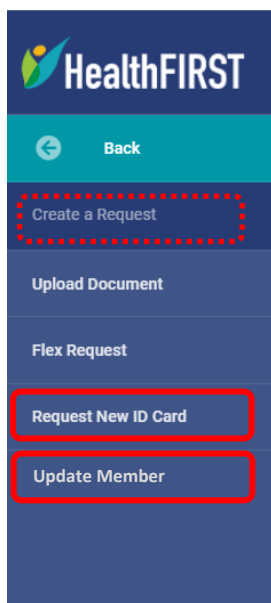 HealthFIRST
Back
Create a Request
Upload Document
Flex Request
Request New ID Card
Update Member